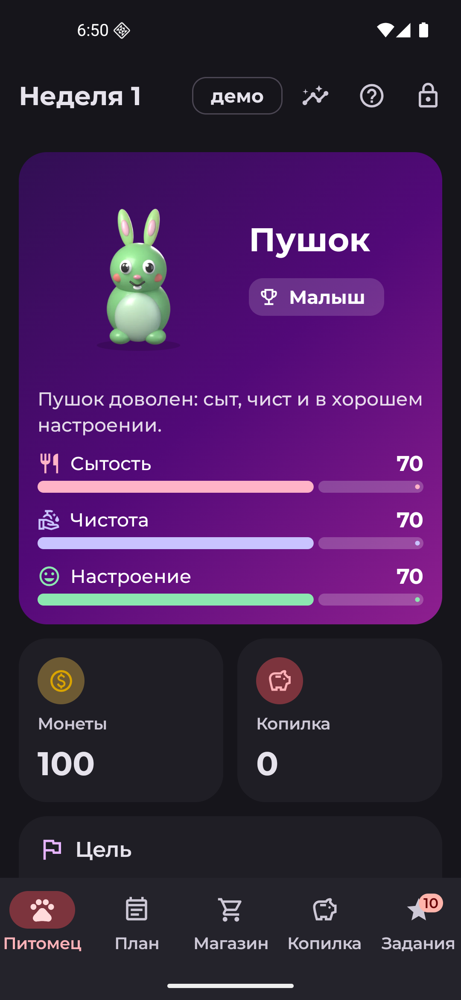 6:50
Неделя 1
демо
Пушок
Малыш
Пушок доволен: сыт, чист и в хорошем
настроении.
Сытость 70
Чистота 70
Настроение 70
Монеты
100
Копилка
0
Цель
10
Питомец
План
Магазин
Копилка
Задания